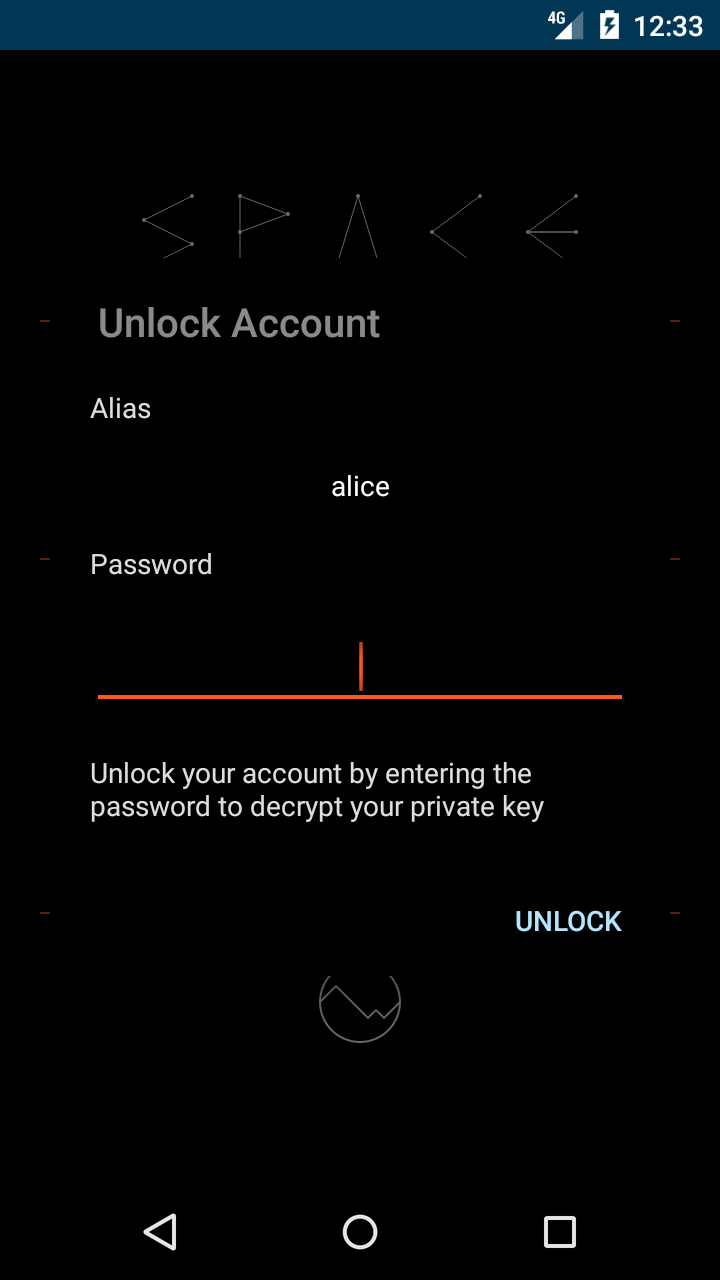 4G 12:33
SPACE
Unlock Account
Alias
alice
Password
Unlock your account by entering the
password to decrypt your private key
UNLOCK